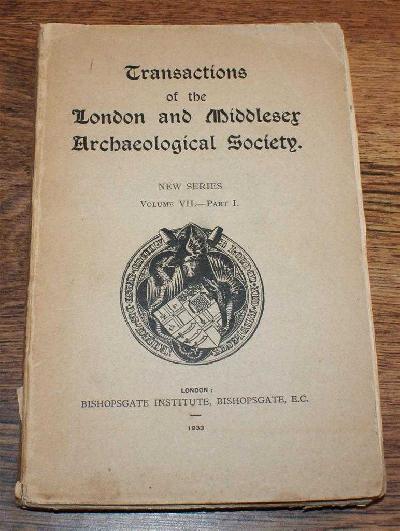 Transactions
of the
London and Middlesex
Archaeological Society.
NEW SERIES
VOLUME VII.—PART I.
LONDON:
BISHOPSGATE INSTITUTE, BISHOPSGATE, E.C.
1933